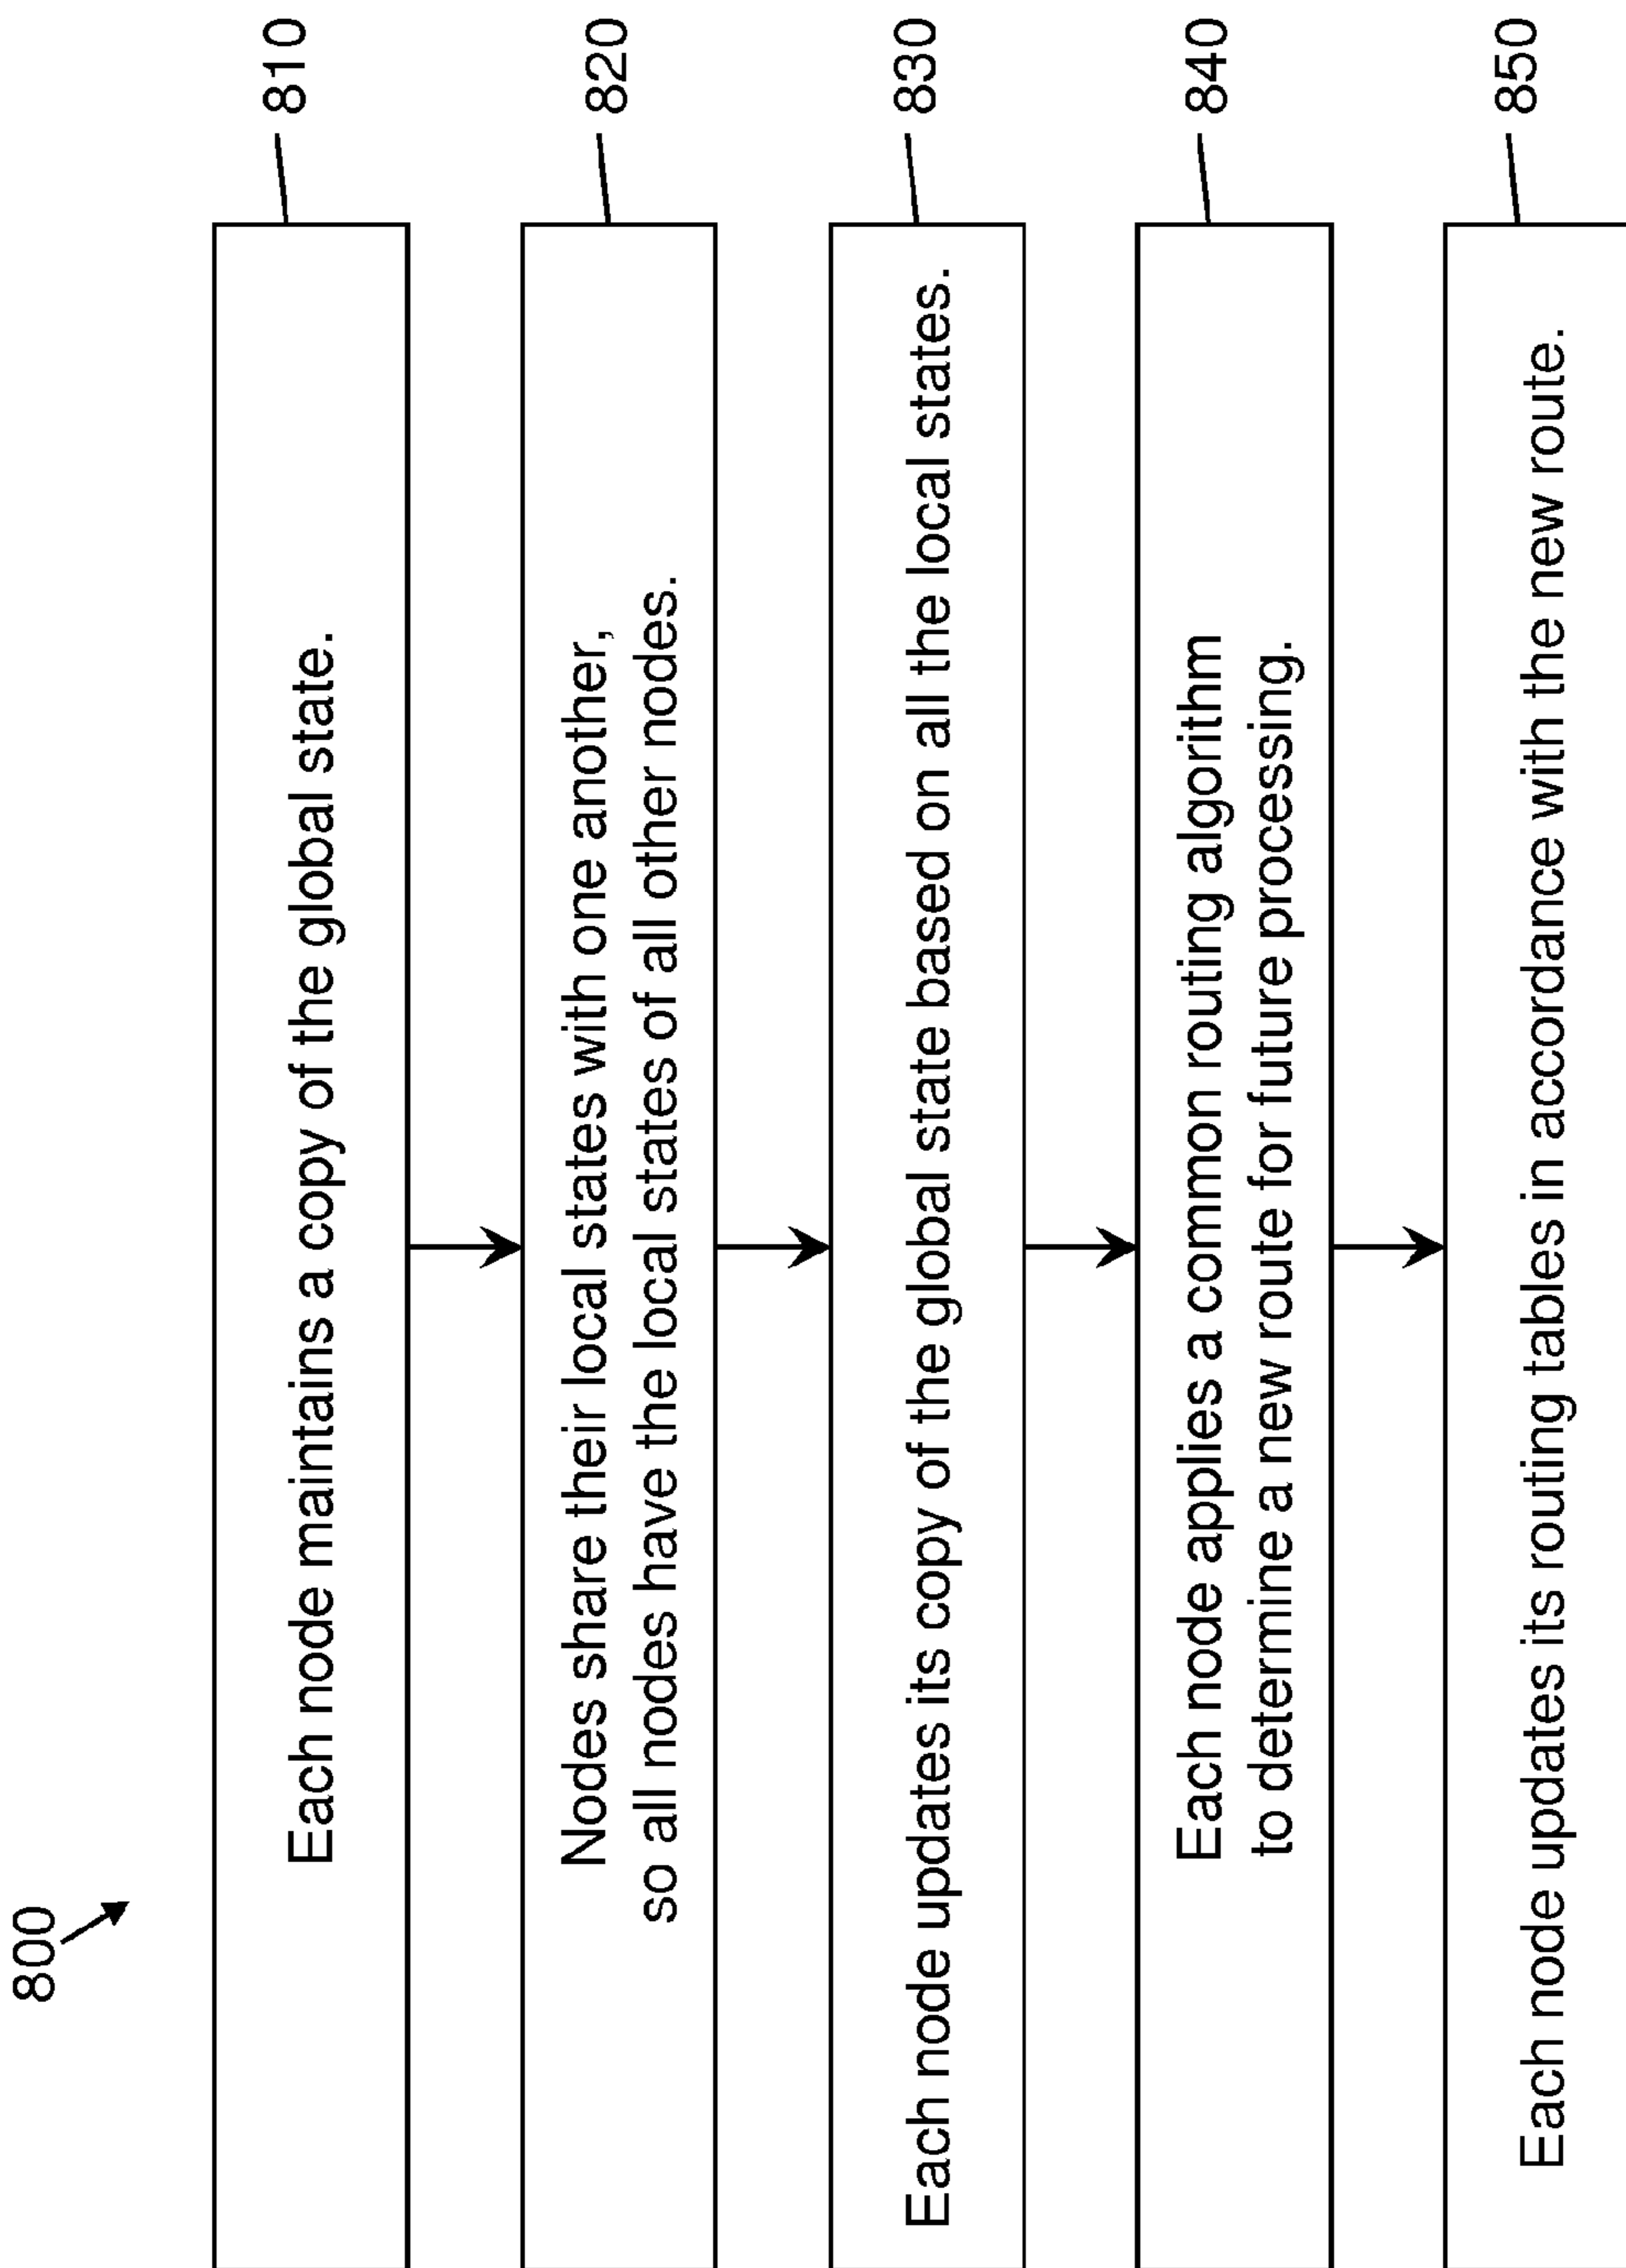 800
Each node maintains a copy of the global state.
810
Nodes share their local states with one another,
so all nodes have the local states of all other nodes.
820
Each node updates its copy of the global state based on all the local states.
830
Each node applies a common routing algorithm
to determine a new route for future processing.
840
Each node updates its routing tables in accordance with the new route.
850